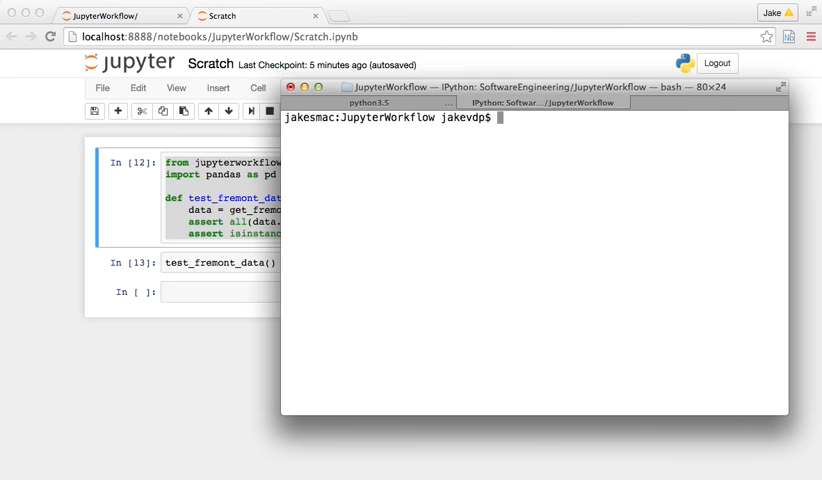 JupyterWorkflow/
Scratch
Jake
localhost:8888/notebooks/JupyterWorkflow/Scratch.ipynb
jupyter Scratch Last Checkpoint: 5 minutes ago (autosaved)
Logout
File Edit View Insert Cell
JupyterWorkflow — IPython: SoftwareEngineering/JupyterWorkflow — bash — 80×24
python3.5 ... IPython: Softwar.../JupyterWorkflow
jakesmac:JupyterWorkflow jakevdp$
In [12]: from jupyterworkflow
import pandas as pd
def test_fremont_dat
data = get_fremo
assert all(data.
assert isinstanc
In [13]: test_fremont_data()
In [ ]: